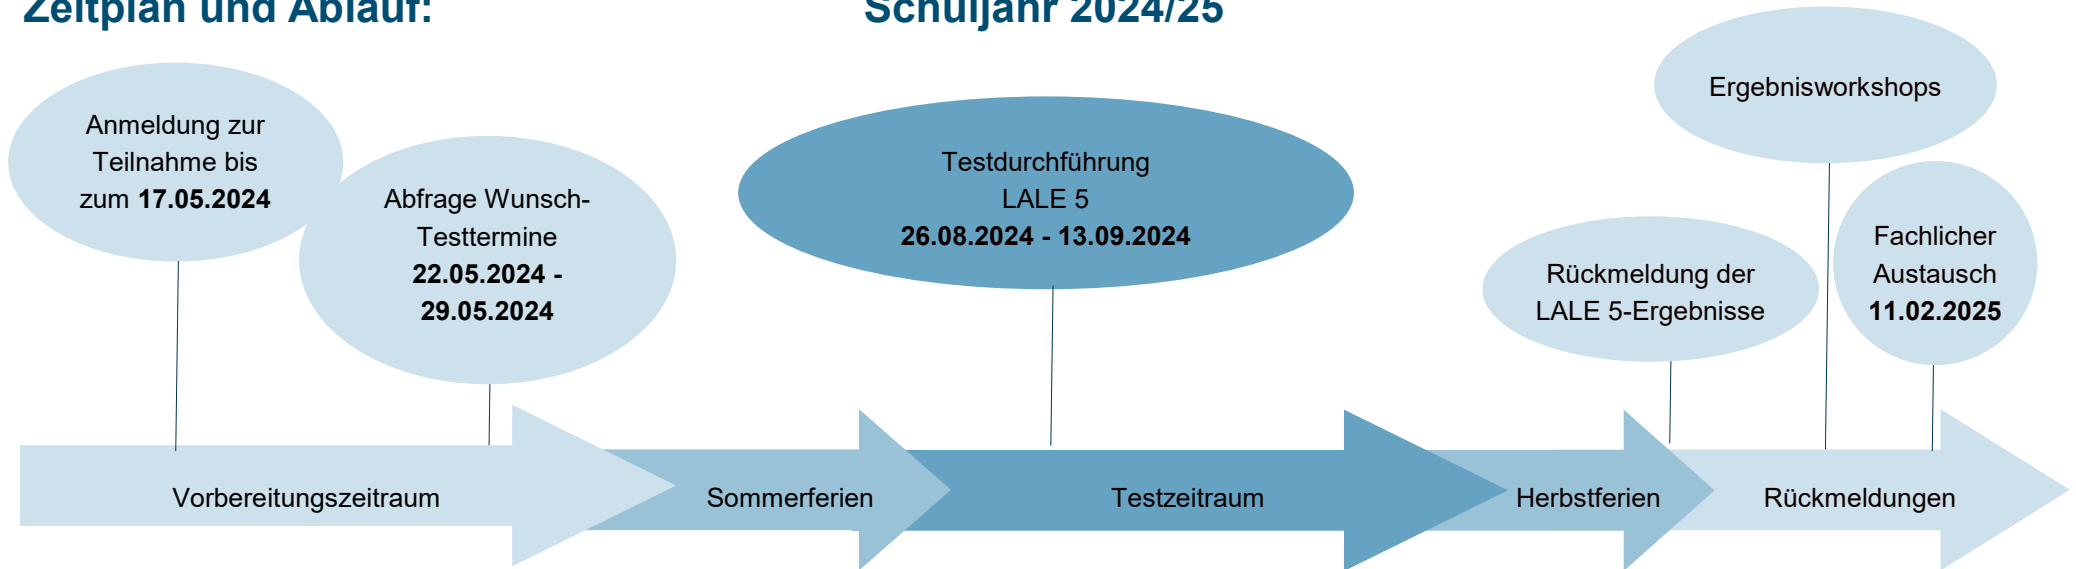 Zeitplan und Ablauf:
Schuljahr 2024/25
Anmeldung zur
Teilnahme bis
zum 17.05.2024
Abfrage Wunsch-
Testtermine
22.05.2024 -
29.05.2024
Testdurchführung
LALE 5
26.08.2024 - 13.09.2024
Rückmeldung der
LALE 5-Ergebnisse
Ergebnisworkshops
Fachlicher
Austausch
11.02.2025
Vorbereitungszeitraum
Sommerferien
Testzeitraum
Herbstferien
Rückmeldungen